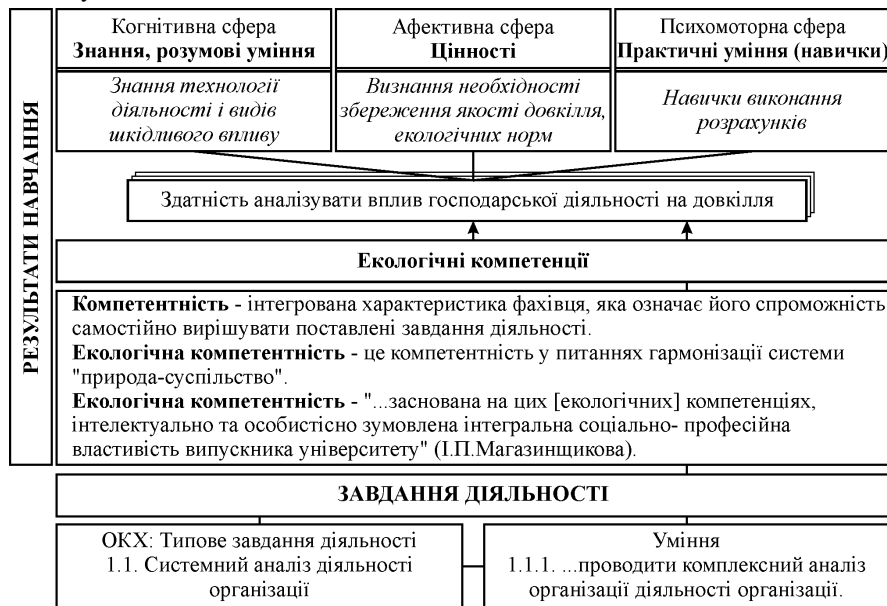 РЕЗУЛЬТАТИ НАВЧАННЯ
Когнітивна сфера
Знання, розумові уміння
Афективна сфера
Цінності
Психомоторна сфера
Практичні уміння (навички)
Знання технології
діяльності і видів
шкідливого впливу
Визнання необхідності
збереження якості довкілля,
екологічних норм
Навички виконання
розрахунків
Здатність аналізувати вплив господарської діяльності на довкілля
Екологічні компетенції
Компетентність - інтегрована характеристика фахівця, яка означає його спроможність
самостійно вирішувати поставлені завдання діяльності.
Екологічна компетентність - це компетентність у питаннях гармонізації системи
"природа-суспільство".
Екологічна компетентність - "...заснована на цих [екологічних] компетенціях,
інтелектуально та особистісно зумовлена інтегральна соціально- професійна
властивість випускника університету" (І.П.Магазинщикова).
ЗАВДАННЯ ДІЯЛЬНОСТІ
ОКХ: Типове завдання діяльності
1.1. Системний аналіз діяльності
організації
Уміння
1.1.1. ...проводити комплексний аналіз
організації діяльності організації.